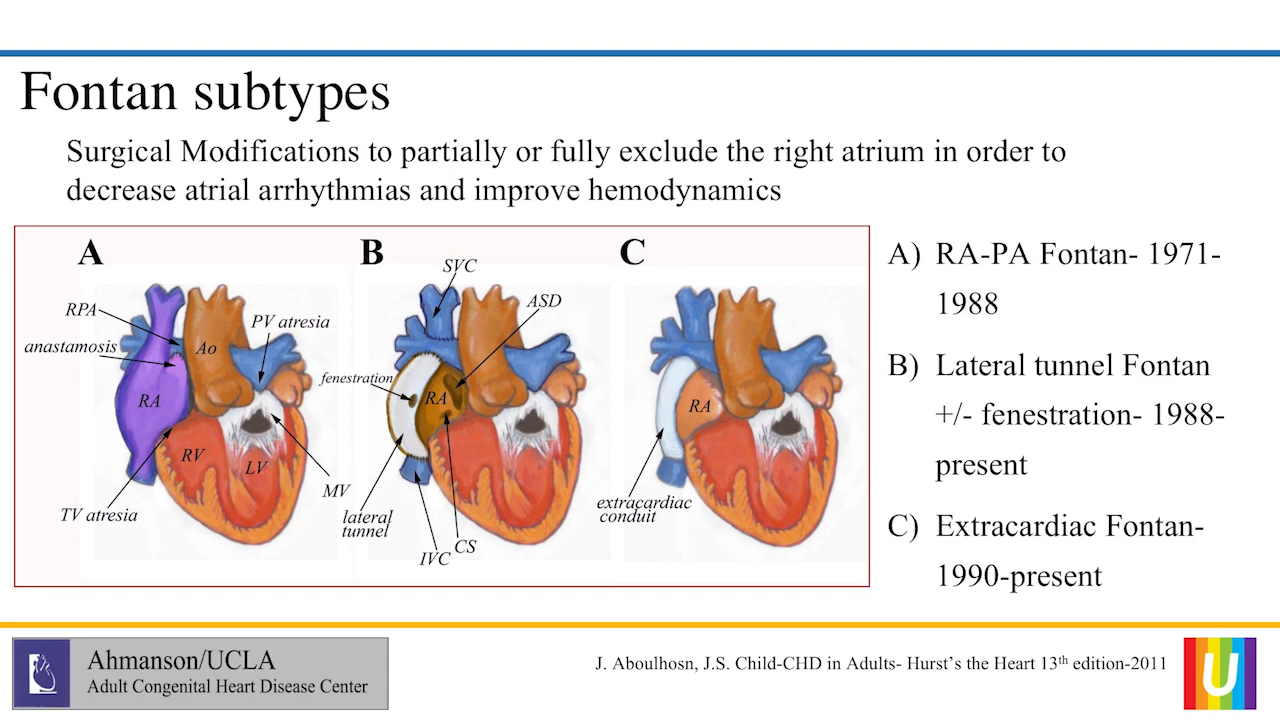 Fontan subtypes
Surgical Modifications to partially or fully exclude the right atrium in order to
decrease atrial arrhythmias and improve hemodynamics
A
RPA
anastamosis
Ao
PV atresia
RA
RV
LV
MV
TV atresia
B
SVC
ASD
fenestration
RA
lateral
tunnel
IVC
CS
C
RA
extracardiac
conduit
A) RA-PA Fontan- 1971-
1988
B) Lateral tunnel Fontan
+/- fenestration- 1988-
present
C) Extracardiac Fontan-
1990-present
Ahmanson/UCLA
Adult Congenital Heart Disease Center
J. Aboulhosn, J.S. Child-CHD in Adults- Hurst's the Heart 13th edition-2011
U